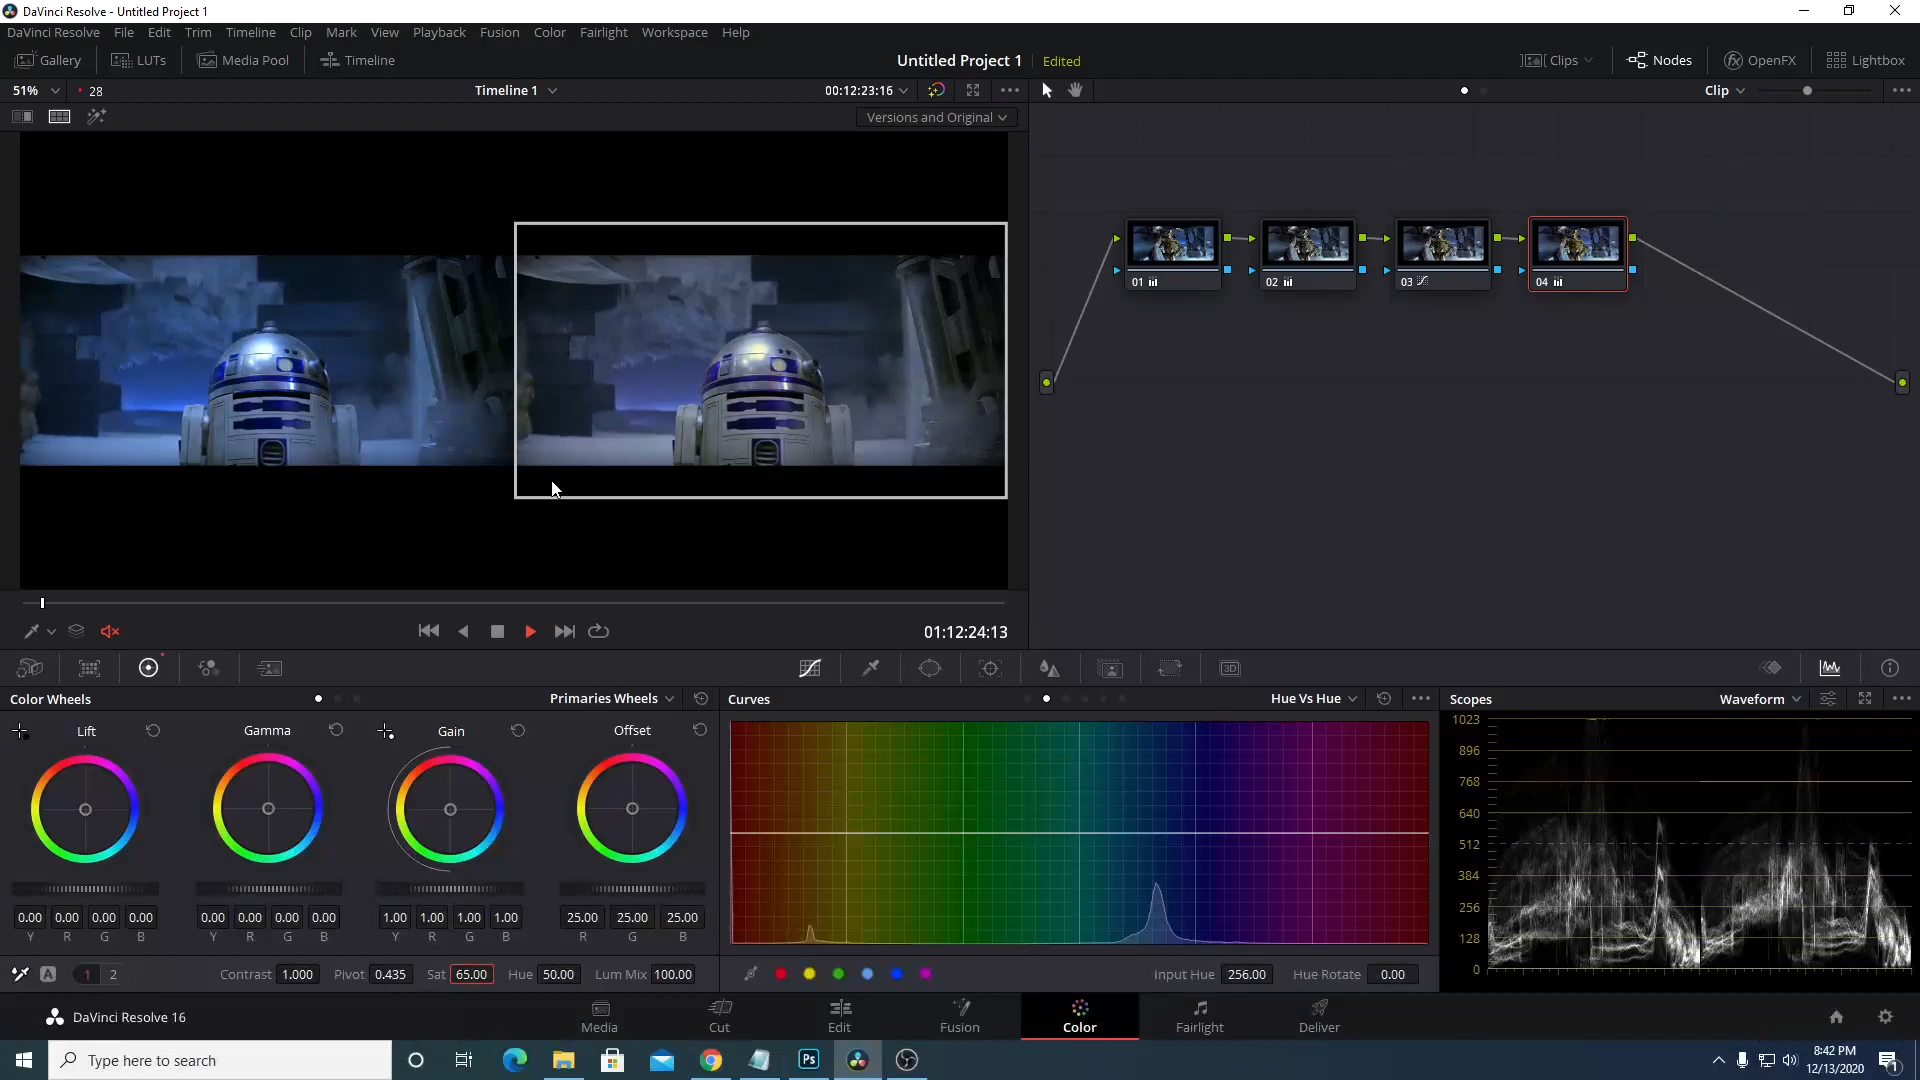 DaVinci Resolve - Untitled Project 1
DaVinci Resolve File Edit Trim Timeline Clip Mark View Playback Fusion Color Fairlight Workspace Help
Gallery LUTs Media Pool Timeline Untitled Project 1 Edited Clips Nodes OpenFX Lightbox
51% 28 Timeline 1 00:12:23:16 Clip
Versions and Original
01 02 03 04
01:12:24:13
3D
Color Wheels Primaries Wheels Curves Hue Vs Hue Scopes Waveform
Lift Gamma Gain Offset
1023
896
768
640
512
384
256
128
0
0.00 0.00 0.00 0.00 0.00 0.00 0.00 0.00 1.00 1.00 1.00 1.00 25.00 25.00 25.00
Y R G B Y R G B Y R G B R G B
A 1 2 Contrast 1.000 Pivot 0.435 Sat 65.00 Hue 50.00 Lum Mix 100.00 Input Hue 256.00 Hue Rotate 0.00
DaVinci Resolve 16 Media Cut Edit Fusion Color Fairlight Deliver
Type here to search Ps 8:42 PM
12/13/2020 1